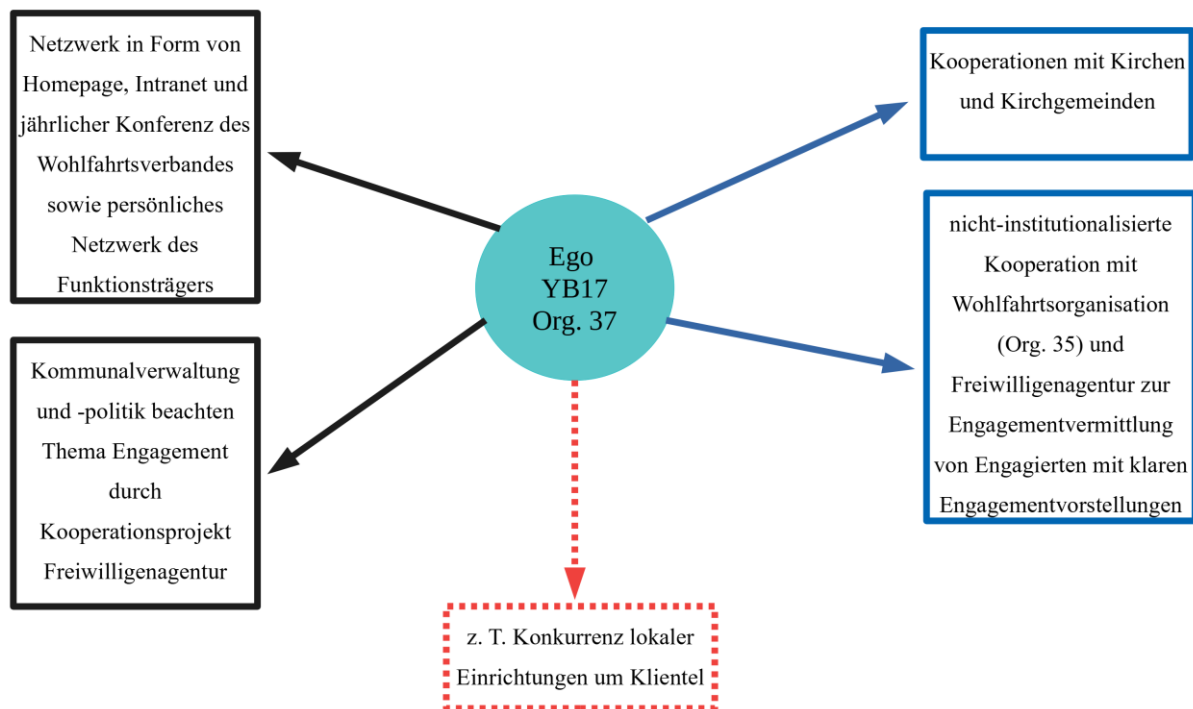 Netzwerk in Form von
Homepage, Intranet und
jährlicher Konferenz des
Wohlfahrtsverbandes
sowie persönliches
Netzwerk des
Funktionsträgers
Kommunalverwaltung
und -politik beachten
Thema Engagement
durch
Kooperationsprojekt
Freiwilligenagentur
Ego
YB17
Org. 37
z. T. Konkurrenz lokaler
Einrichtungen um Klientel
Kooperationen mit Kirchen
und Kirchgemeinden
nicht-institutionalisierte
Kooperation mit
Wohlfahrtsorganisation
(Org. 35) und
Freiwilligenagentur zur
Engagementvermittlung
von Engagierten mit klaren
Engagementvorstellungen